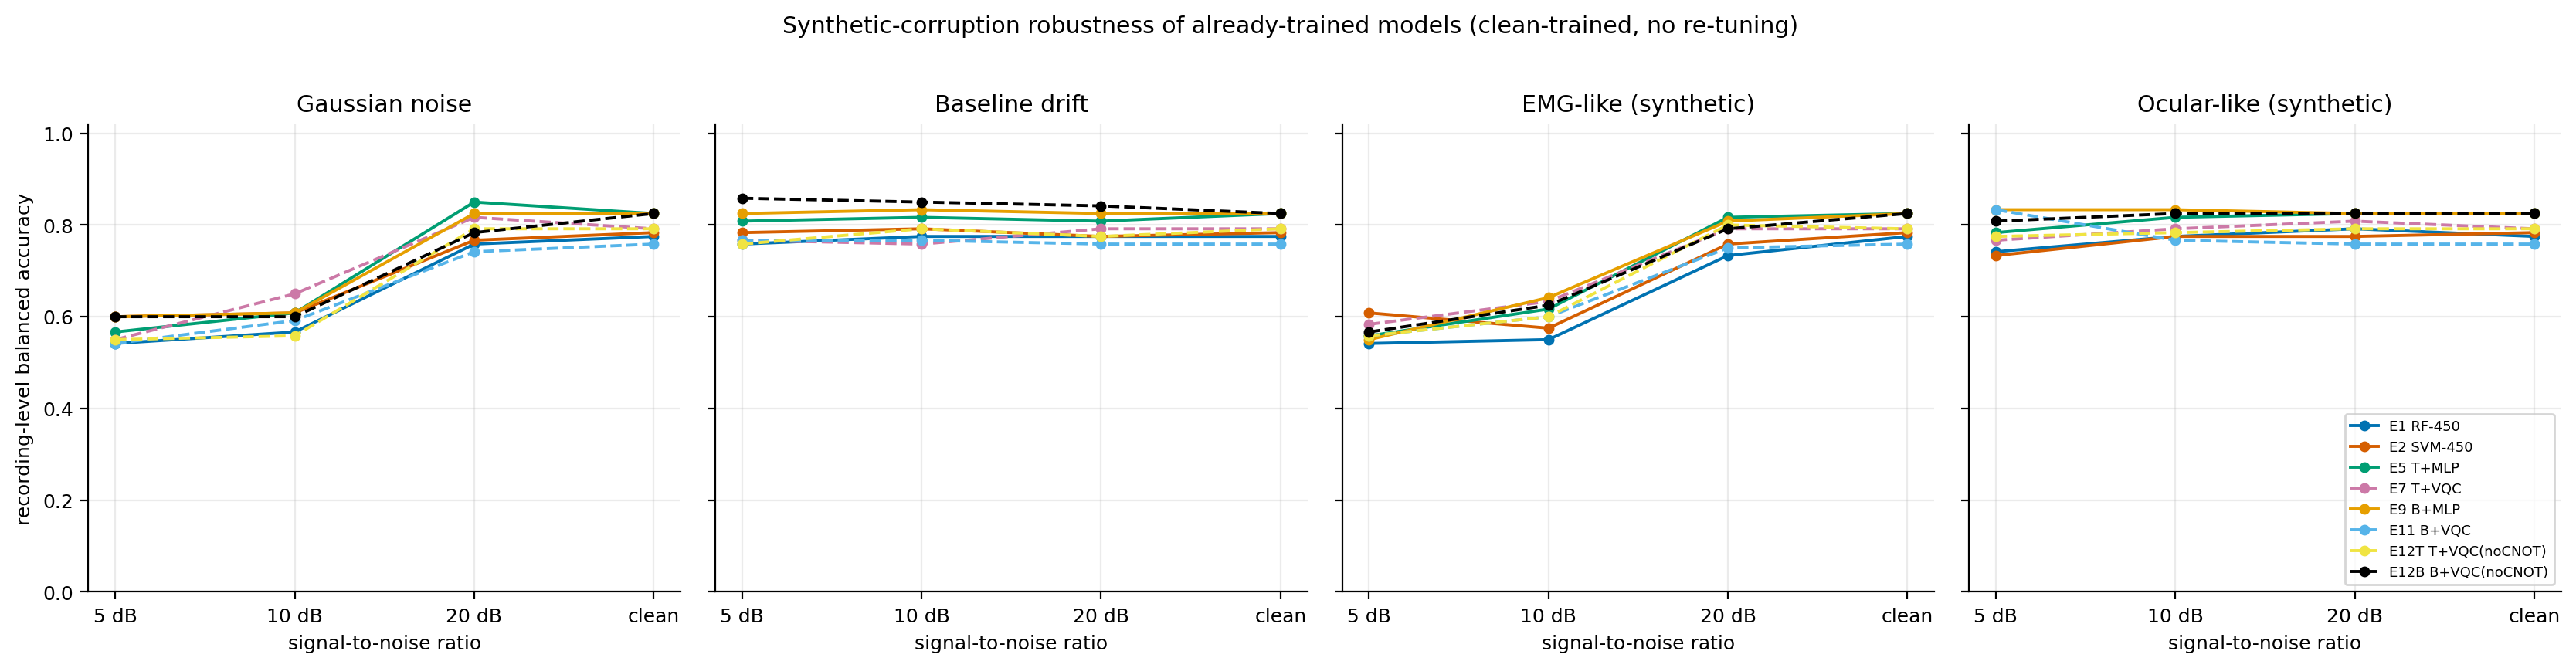 Synthetic-corruption robustness of already-trained models (clean-trained, no re-tuning)
Gaussian noise
Baseline drift
EMG-like (synthetic)
Ocular-like (synthetic)
recording-level balanced accuracy
1.0
0.8
0.6
0.4
0.2
0.0
5 dB 10 dB 20 dB clean
signal-to-noise ratio
5 dB 10 dB 20 dB clean
signal-to-noise ratio
5 dB 10 dB 20 dB clean
signal-to-noise ratio
E1 RF-450
E2 SVM-450
E5 T+MLP
E7 T+VQC
E9 B+MLP
E11 B+VQC
E12T T+VQC(noCNOT)
E12B B+VQC(noCNOT)
5 dB 10 dB 20 dB clean
signal-to-noise ratio